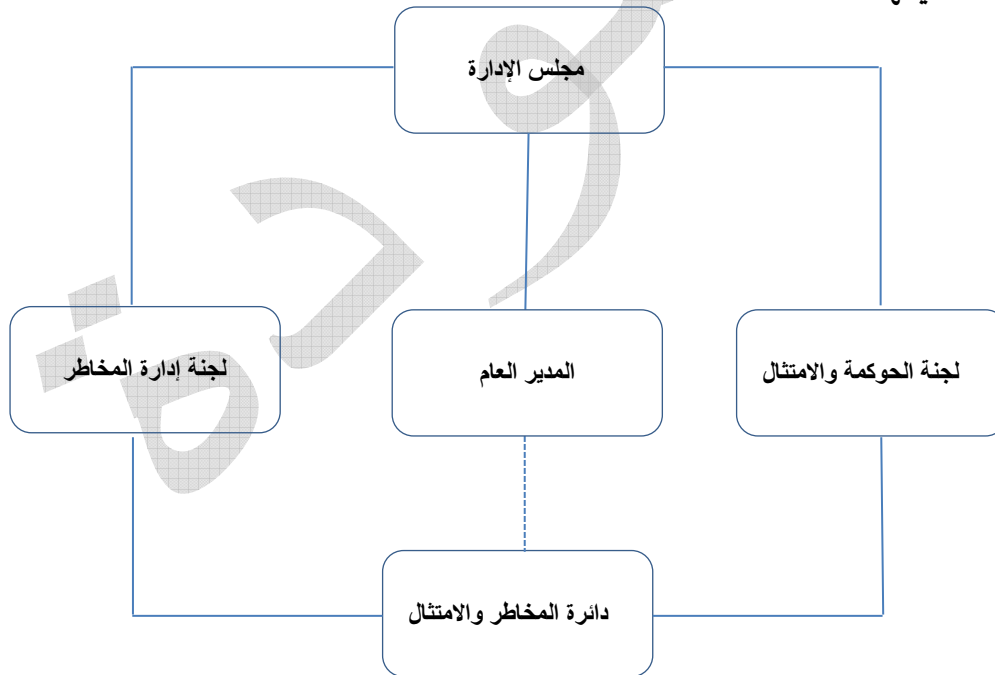 مجلس الإدارة
لجنة الحوكمة والامتثال
المدير العام
لجنة إدارة المخاطر
دائرة المخاطر والامتثال